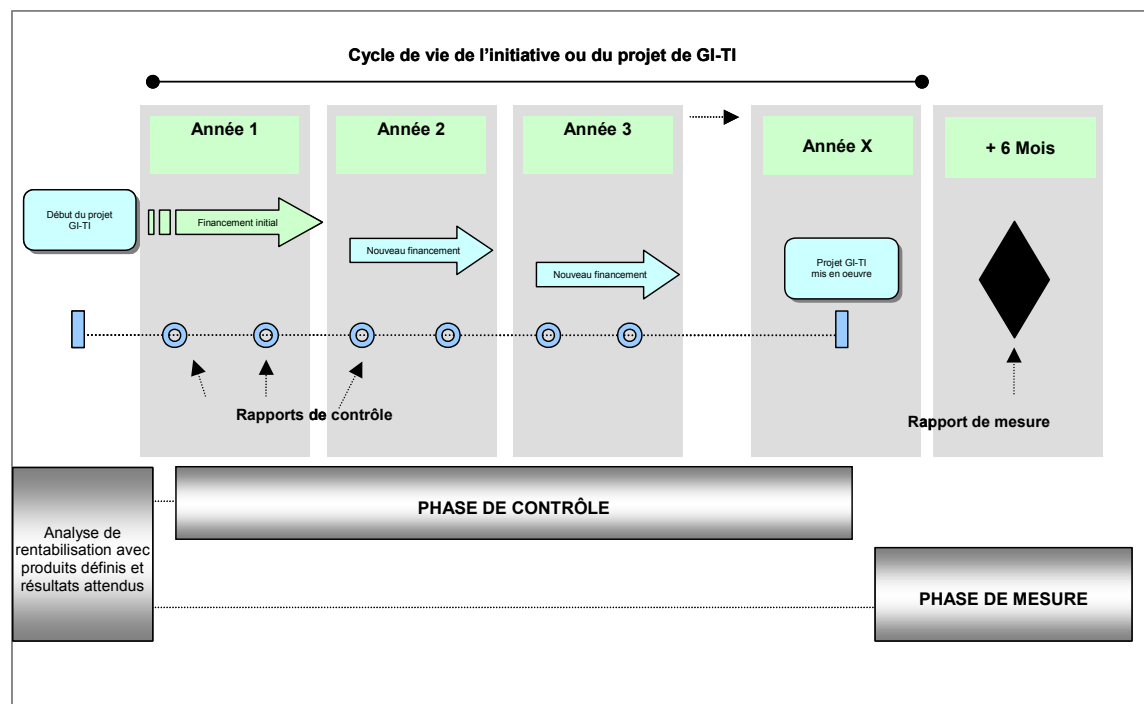 Cycle de vie de l'initiative ou du projet de GI-TI
Année 1
Année 2
Année 3
Année X
+ 6 Mois
Début du projet
GI-TI
Financement initial
Nouveau financement
Nouveau financement
Projet GI-TI
mis en oeuvre
Rapports de contrôle
Rapport de mesure
Analyse de
rentabilisation avec
produits définis et
résultats attendus
PHASE DE CONTRÔLE
PHASE DE MESURE